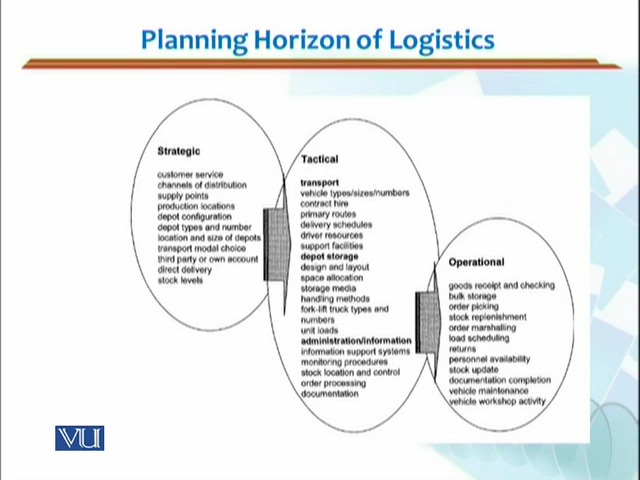 Planning Horizon of Logistics
Strategic
customer service
channels of distribution
supply points
production locations
depot configuration
depot types and number
location and size of depots
transport modal choice
third party or own account
direct delivery
stock levels
Tactical
transport
vehicle types/sizes/numbers
contract hire
primary routes
delivery schedules
driver resources
support facilities
depot storage
design and layout
space allocation
storage media
handling methods
fork-lift truck types and
numbers
unit loads
administration/information
information support systems
monitoring procedures
stock location and control
order processing
documentation
Operational
goods receipt and checking
bulk storage
order picking
stock replenishment
order marshalling
load scheduling
returns
personnel availability
stock update
documentation completion
vehicle maintenance
vehicle workshop activity
VU